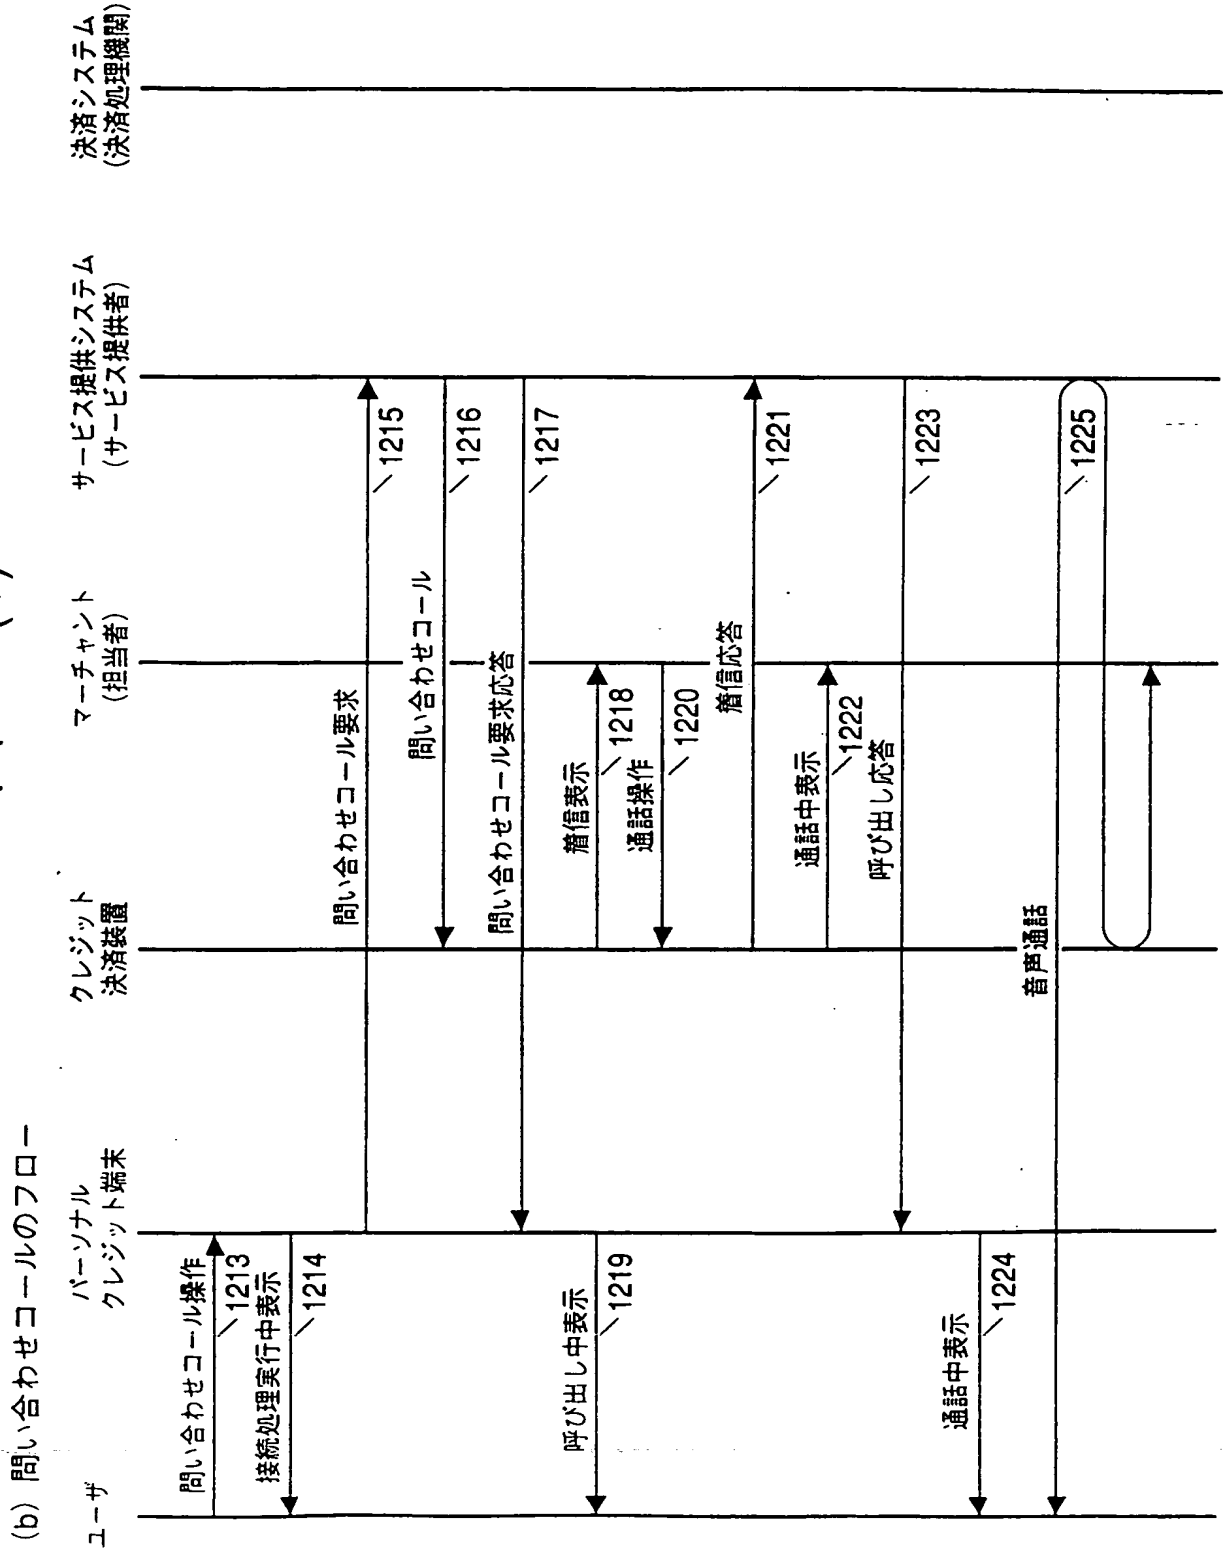 (b) 問い合わせコールのフロー
ユーザ
パーソナル
クレジット端末
クレジット
決済装置
マーチャント
(担当者)
サービス提供システム
(サービス提供者)
決済システム
(決済処理機関)
問い合わせコール操作
1213
接続処理実行中表示
1214
問い合わせコール要求
1215
問い合わせコール
1216
問い合わせコール要求応答
1217
着信表示
1218
呼び出し中表示
1219
通話操作
1220
着信応答
1221
通話中表示
1222
呼び出し応答
1223
通話中表示
1224
音声通話
1225